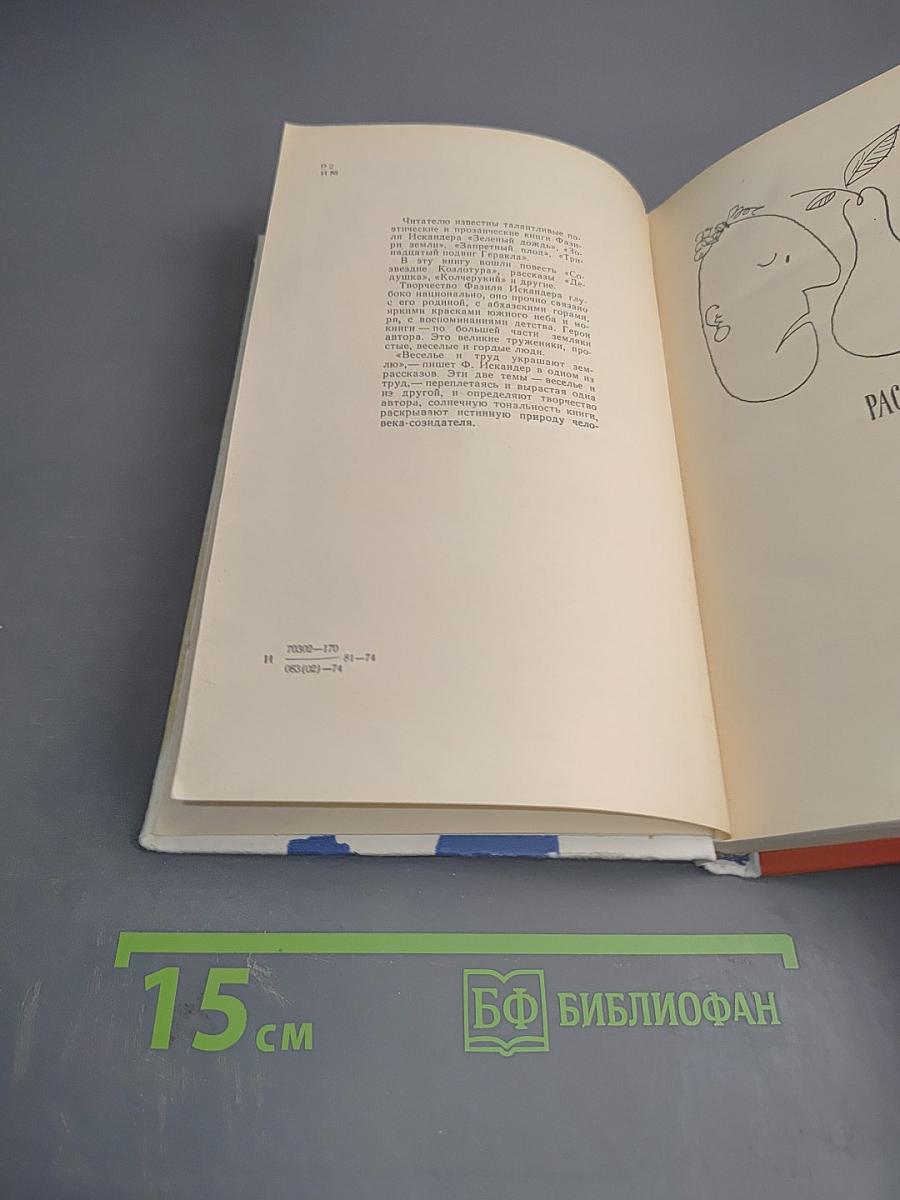 Р 2
И 86
Читателю известны талантливые по-
этические и прозаические книги Фази-
ля Искандера «Зеленый дождь», «Зо-
ри земли», «Запретный плод», «Три-
надцатый подвиг Геракла».
В эту книгу вошли повесть «Со-
звездие Козлотура», рассказы «Де-
душка», «Колчерукий» и другие.
Творчество Фазиля Искандера глу-
боко национально, оно прочно связано
с его родиной, с абхазскими горами,
яркими красками южного неба и мо-
ря, с воспоминаниями детства. Герои
книги — по большей части земляки
автора. Это великие труженики, про-
стые, веселые и гордые люди.
«Веселье и труд украшают зем-
лю»,— пишет Ф. Искандер в одном из
рассказов. Эти две темы — веселье и
труд,— переплетаясь и вырастая одна
из другой, и определяют творчество
автора, солнечную тональность книги,
раскрывают истинную природу чело-
века-созидателя.
И 70302—170
083(02)—74 81—74
РАС
15 см
БФ БИБЛИОФАН